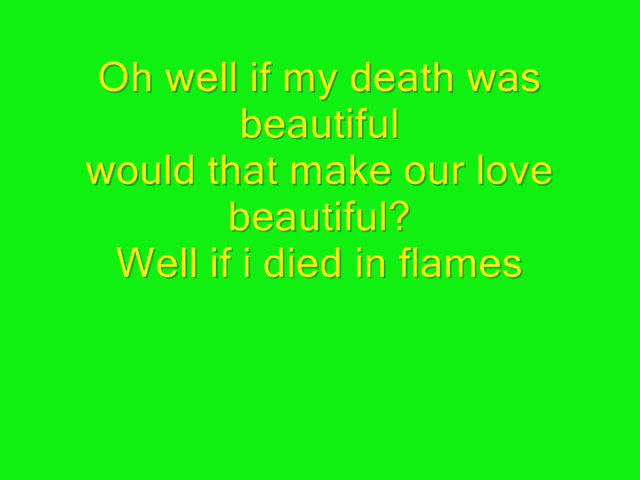 Oh well if my death was
beautiful
would that make our love
beautiful?
Well if i died in flames